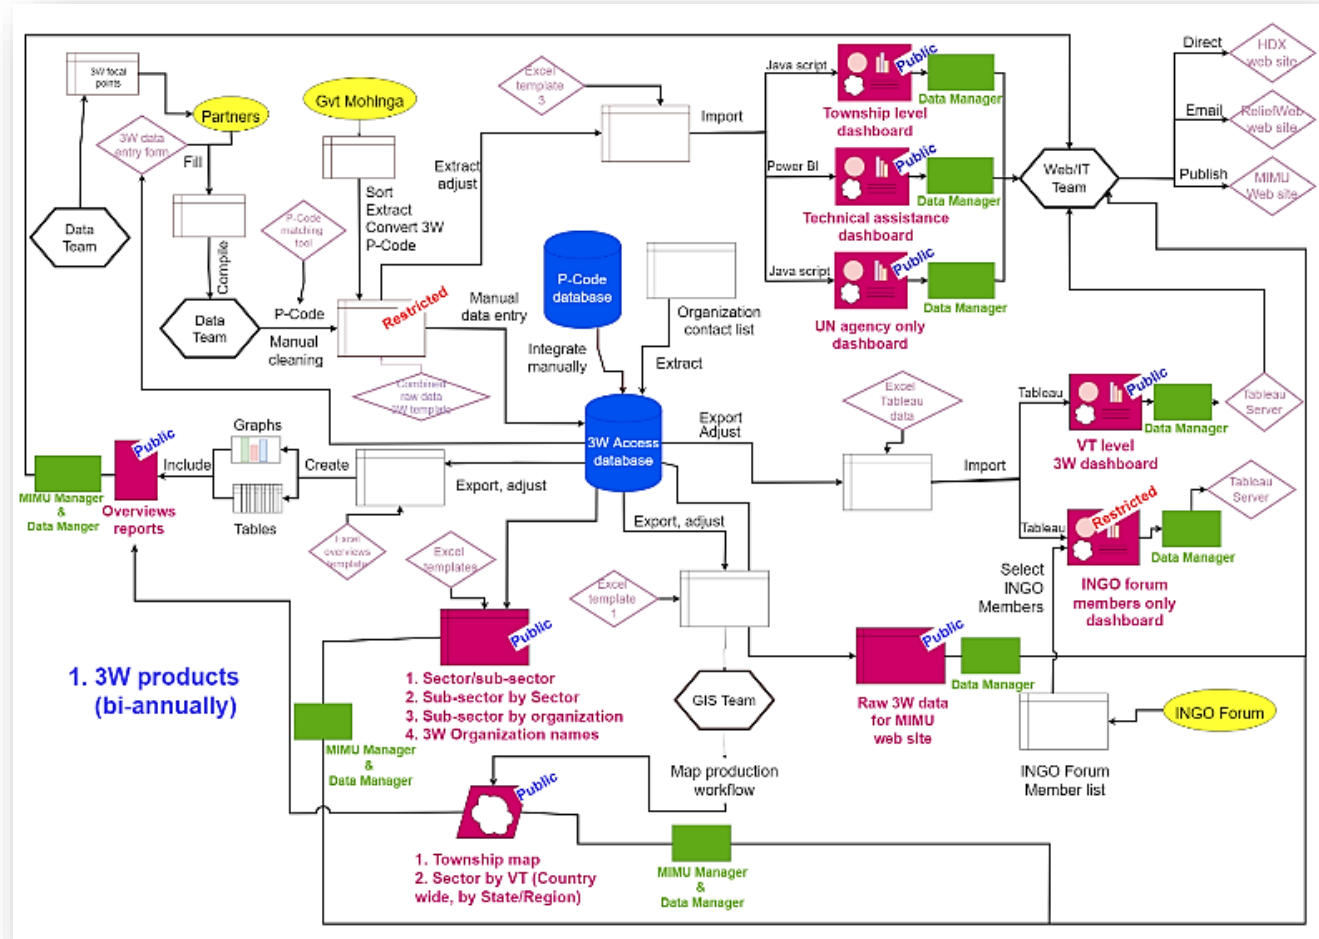 3W focal
points
Partners
3W data
entry form
Fill
Data
Team
Compile
Data
Team
Gvt Mohinga
Sort
Extract
Convert 3W
P-Code
P-Code
matching
tool
P-Code
Manual
cleaning
Restricted
Combined
raw data
3W template
Extract
adjust
Manual
data entry
Excel
template
3
Import
Java script
Public
Data Manager
Township level
dashboard
Power BI
Public
Data Manager
Technical assistance
dashboard
Java script
Public
Data Manager
UN agency only
dashboard
Web/IT
Team
Direct
HDX
web site
Email
ReliefWeb
web site
Publish
MIMU
Web site
P-Code
database
Integrate
manually
Organization
contact list
Extract
3W Access
database
Export
Adjust
Excel
Tableau
data
Import
Tableau
Public
Data Manager
VT level
3W dashboard
Tableau
Server
Tableau
Restricted
Data Manager
INGO forum
members only
dashboard
Tableau
Server
Select
INGO
Members
INGO Forum
INGO Forum
Member list
Public
Data Manager
Raw 3W data
for MIMU
web site
Export, adjust
Excel
template
1
GIS Team
Map production
workflow
Public
1. Township map
2. Sector by VT (Country
wide, by State/Region)
MIMU Manager
&
Data Manager
Export, adjust
Excel
overviews
template
Create
Graphs
Tables
Include
Public
Overviews
reports
MIMU Manager
&
Data Manger
Excel
templates
Public
1. Sector/sub-sector
2. Sub-sector by Sector
3. Sub-sector by organization
4. 3W Organization names
MIMU Manager
&
Data Manager
1. 3W products
(bi-annually)